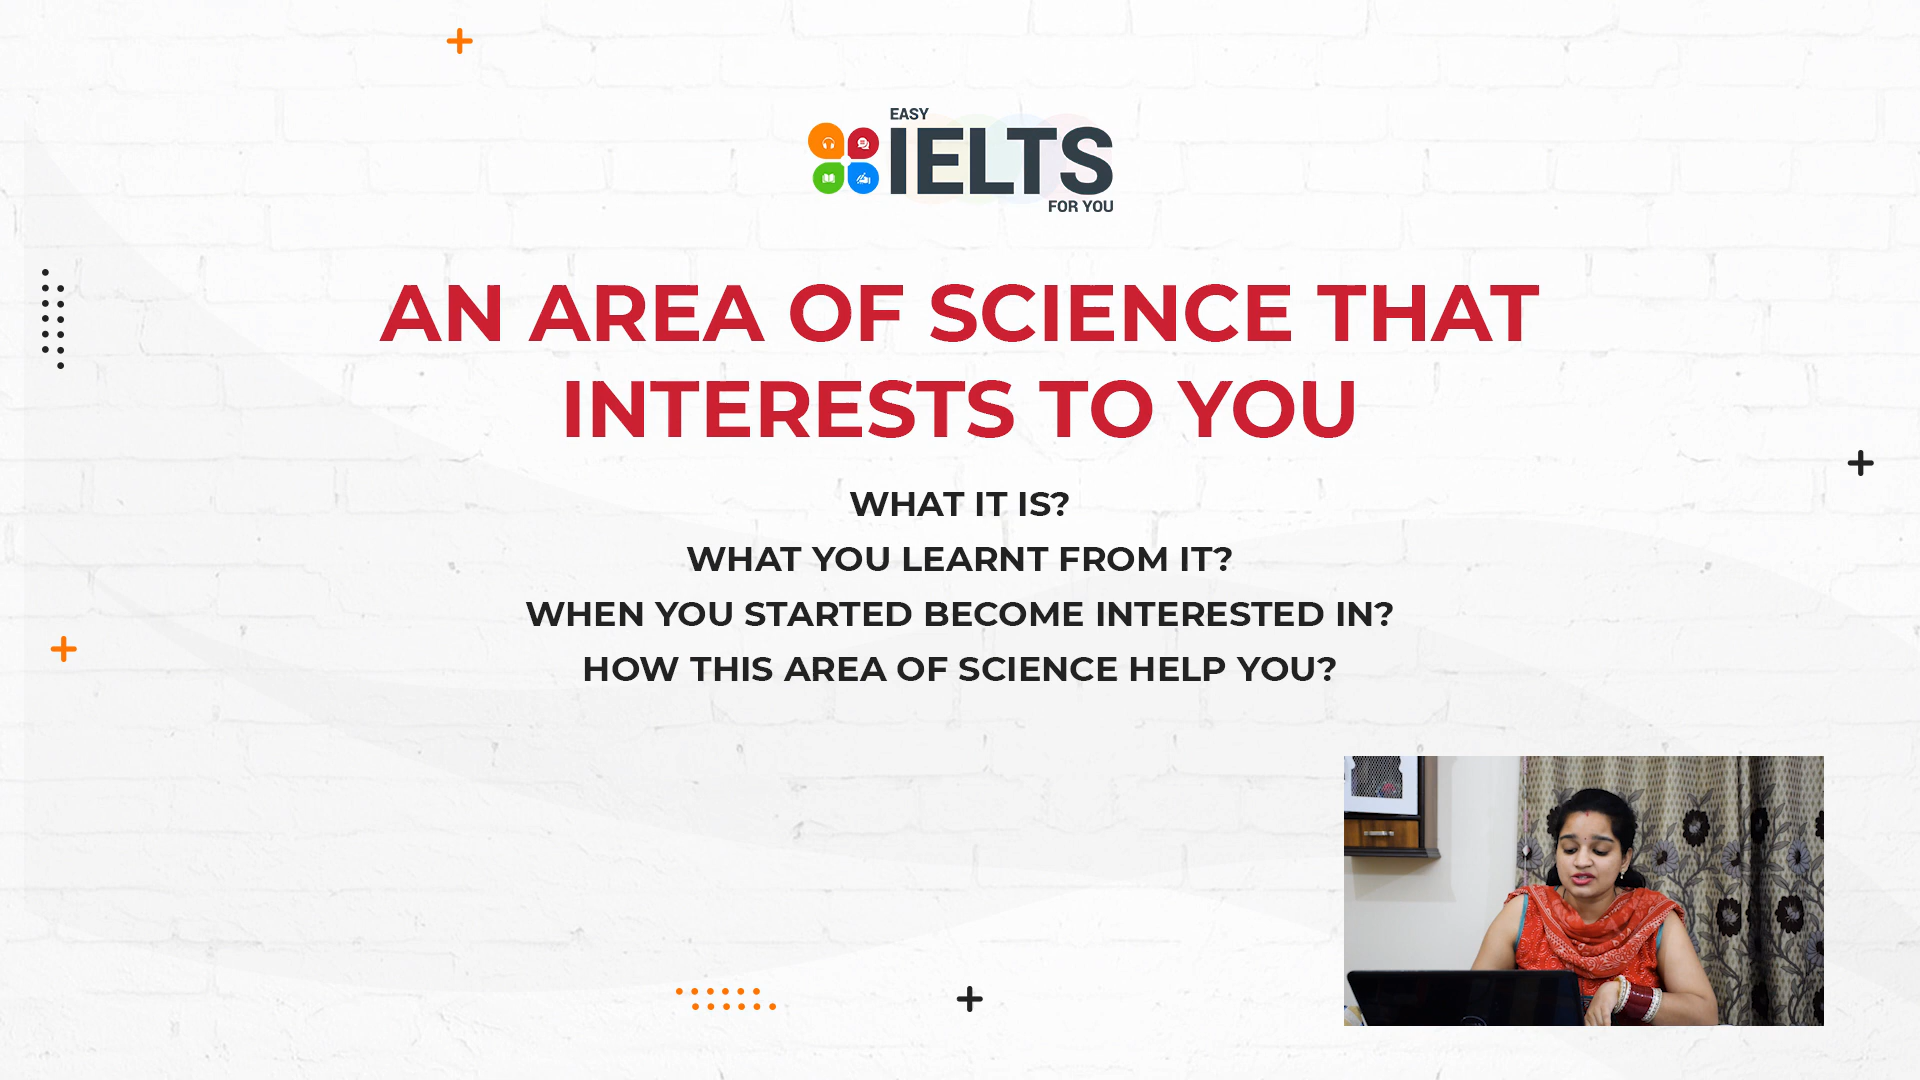 EASY
IELTS
FOR YOU
AN AREA OF SCIENCE THAT
INTERESTS TO YOU
WHAT IT IS?
WHAT YOU LEARNT FROM IT?
WHEN YOU STARTED BECOME INTERESTED IN?
HOW THIS AREA OF SCIENCE HELP YOU?